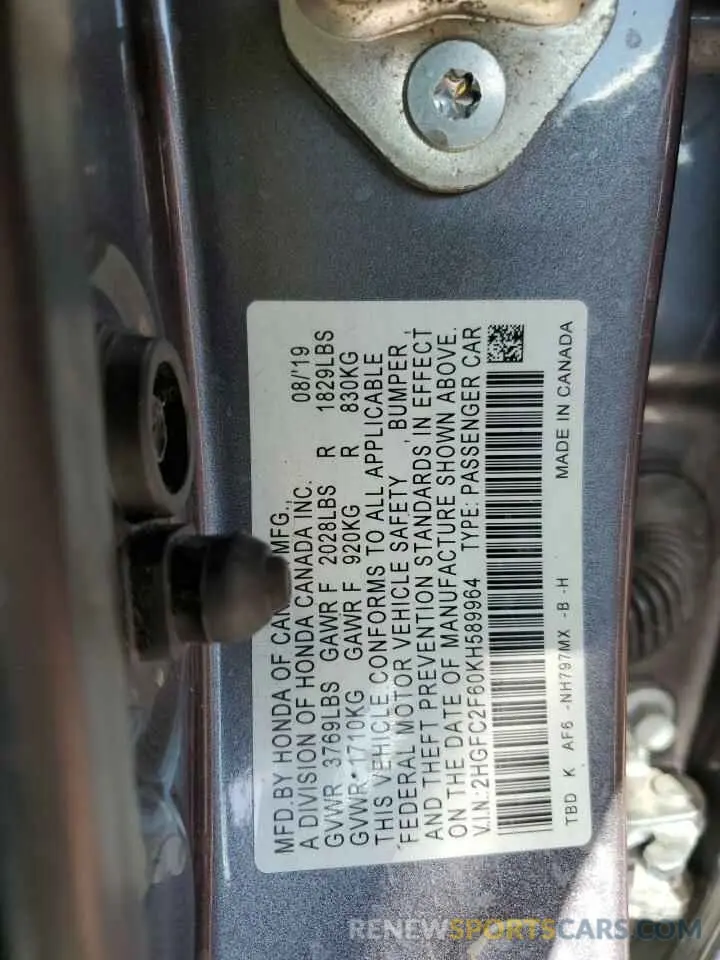 MFD.BY HONDA OF MFG., 08/'19
A DIVISION OF HONDA CANADA INC.
GVWR 3769LBS GAWR F 2028LBS R 1829LBS
GVWR 1710KG GAWR F 920KG R 830KG
THIS VEHICLE CONFORMS TO ALL APPLICABLE
FEDERAL MOTOR VEHICLE SAFETY , BUMPER ,
AND THEFT PREVENTION STANDARDS, IN EFFECT
ON THE DATE OF MANUFACTURE SHOWN ABOVE.
V.I.N.:2HGFC2F60KH589964 TYPE: PASSENGER CAR
TBD K AF6 -NH797MX -B -H MADE IN CANADA
RENEWSPORTSCARS.COM